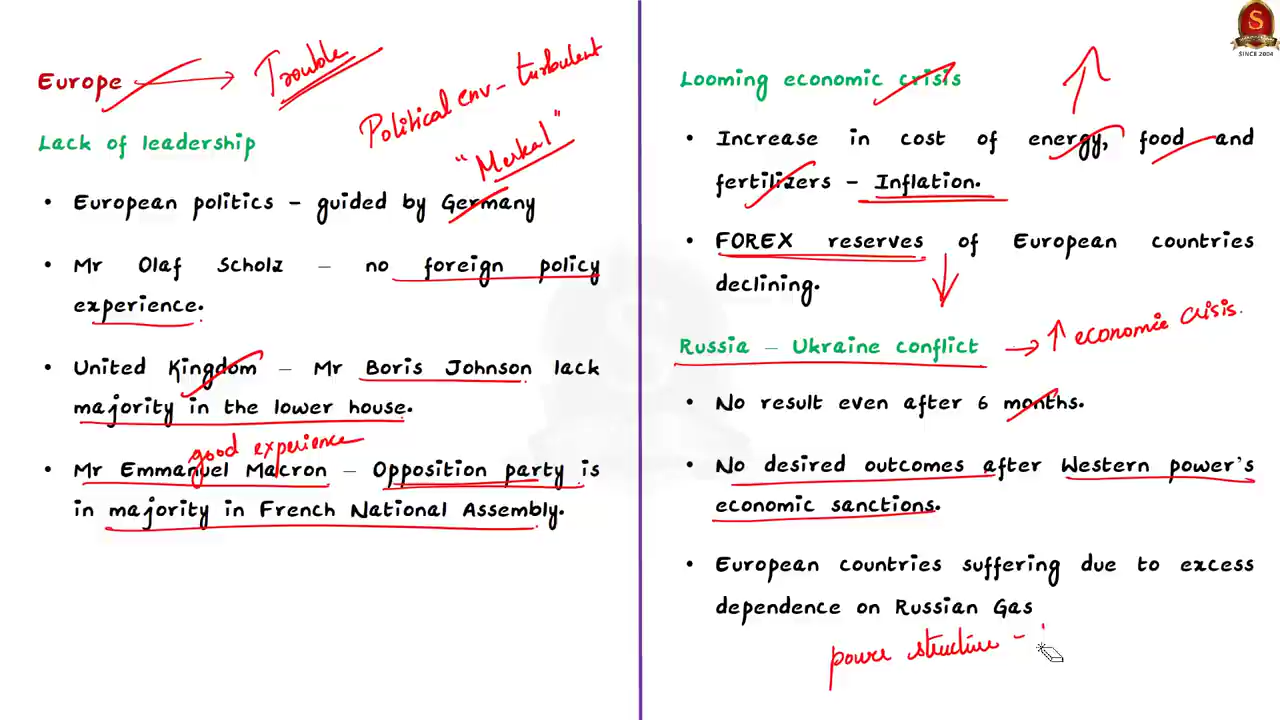 Europe
Trouble
Political env - turbulent
"Merkal"
Lack of leadership
• European politics – guided by Germany
• Mr Olaf Scholz – no foreign policy
experience.
• United Kingdom – Mr Boris Johnson lack
majority in the lower house.
good experience
• Mr Emmanuel Macron – Opposition party is
in majority in French National Assembly.
Looming economic crisis
• Increase in cost of energy, food and
fertilizers – Inflation.
• FOREX reserves of European countries
declining.
Russia – Ukraine conflict → ↑ economic crisis.
• No result even after 6 months.
• No desired outcomes after Western power's
economic sanctions.
• European countries suffering due to excess
dependence on Russian Gas
power structure -
SINCE 2004